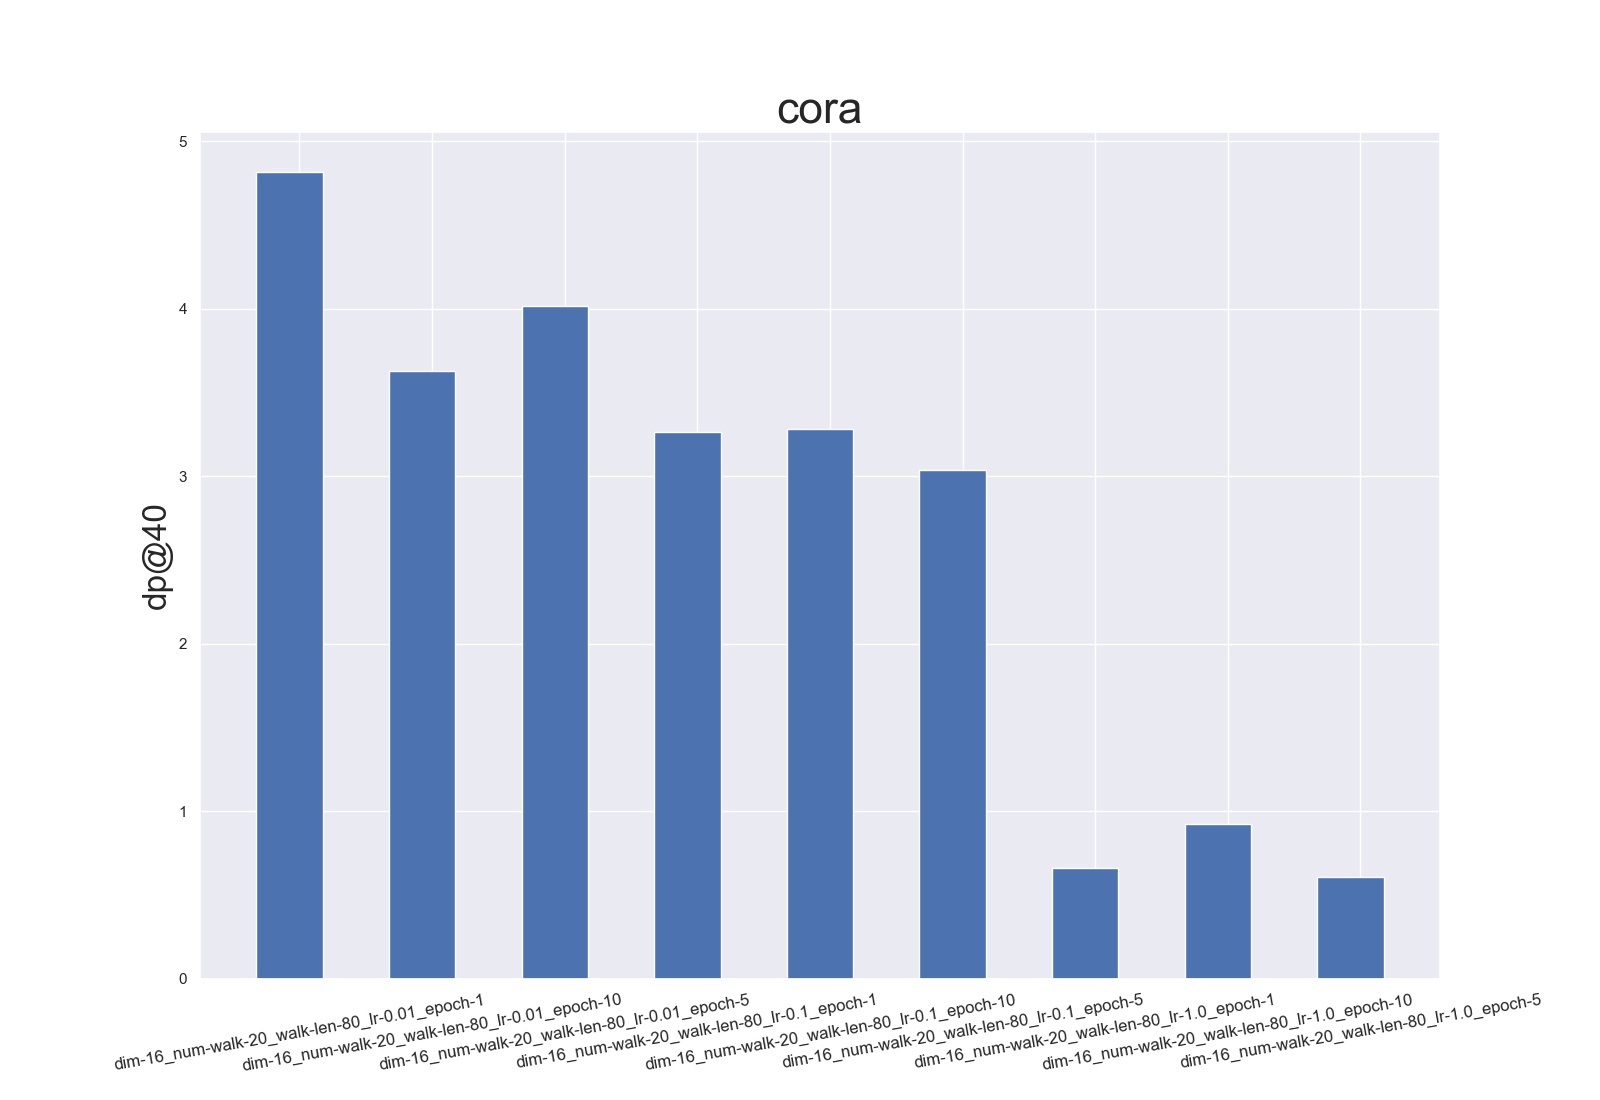 cora
dp@40
5
4
3
2
1
0
dim-16_num-walk-20_walk-len-80_lr-0.01_epoch-1
dim-16_num-walk-20_walk-len-80_lr-0.01_epoch-10
dim-16_num-walk-20_walk-len-80_lr-0.01_epoch-5
dim-16_num-walk-20_walk-len-80_lr-0.1_epoch-1
dim-16_num-walk-20_walk-len-80_lr-0.1_epoch-10
dim-16_num-walk-20_walk-len-80_lr-0.1_epoch-5
dim-16_num-walk-20_walk-len-80_lr-1.0_epoch-1
dim-16_num-walk-20_walk-len-80_lr-1.0_epoch-10
dim-16_num-walk-20_walk-len-80_lr-1.0_epoch-5